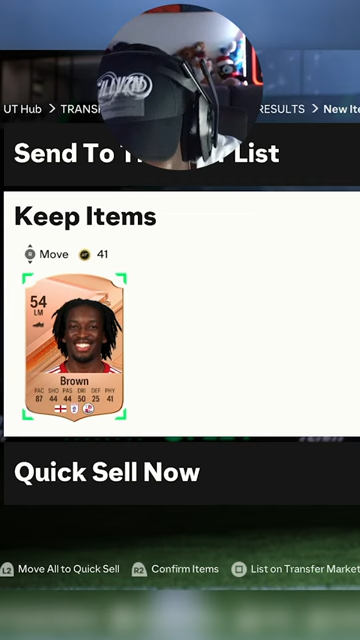 UT Hub > TRANS
RESULTS > New Ite
Send To T List
Keep Items
Move 41
54
LM
Brown
PAC SHO PAS DRI DEF PHY
87 44 44 50 25 41
Quick Sell Now
L2 Move All to Quick Sell R2 Confirm Items List on Transfer Market